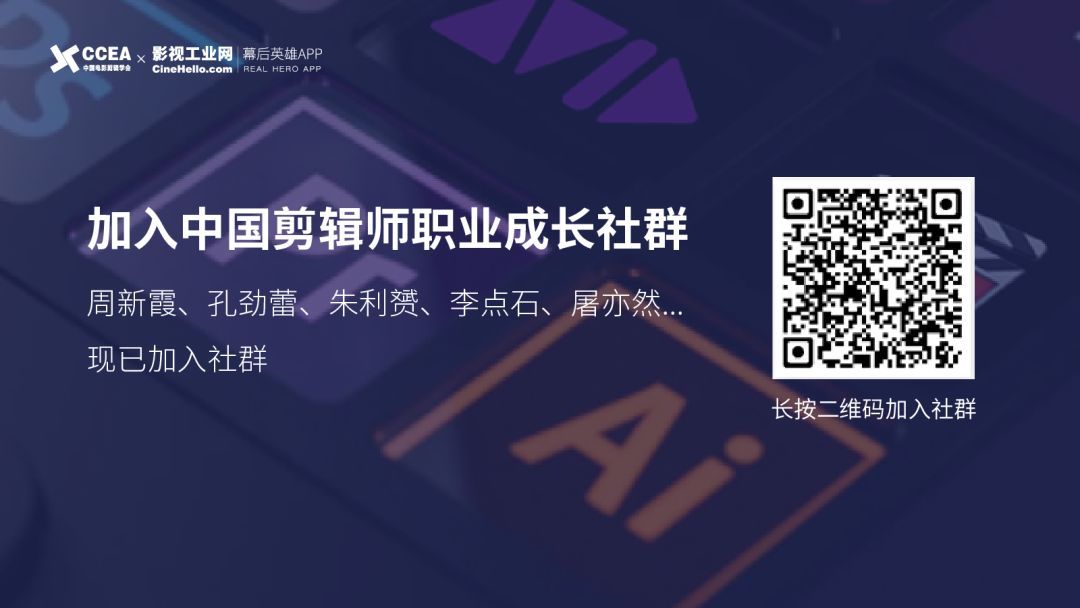 CCEA
中国电影剪辑学会
×
影视工业网
CineHello.com
幕后英雄APP
REAL HERO APP
加入中国剪辑师职业成长社群
周新霞、孔劲蕾、朱利赟、李点石、屠亦然...
现已加入社群
长按二维码加入社群
Ps
Pr
Ai